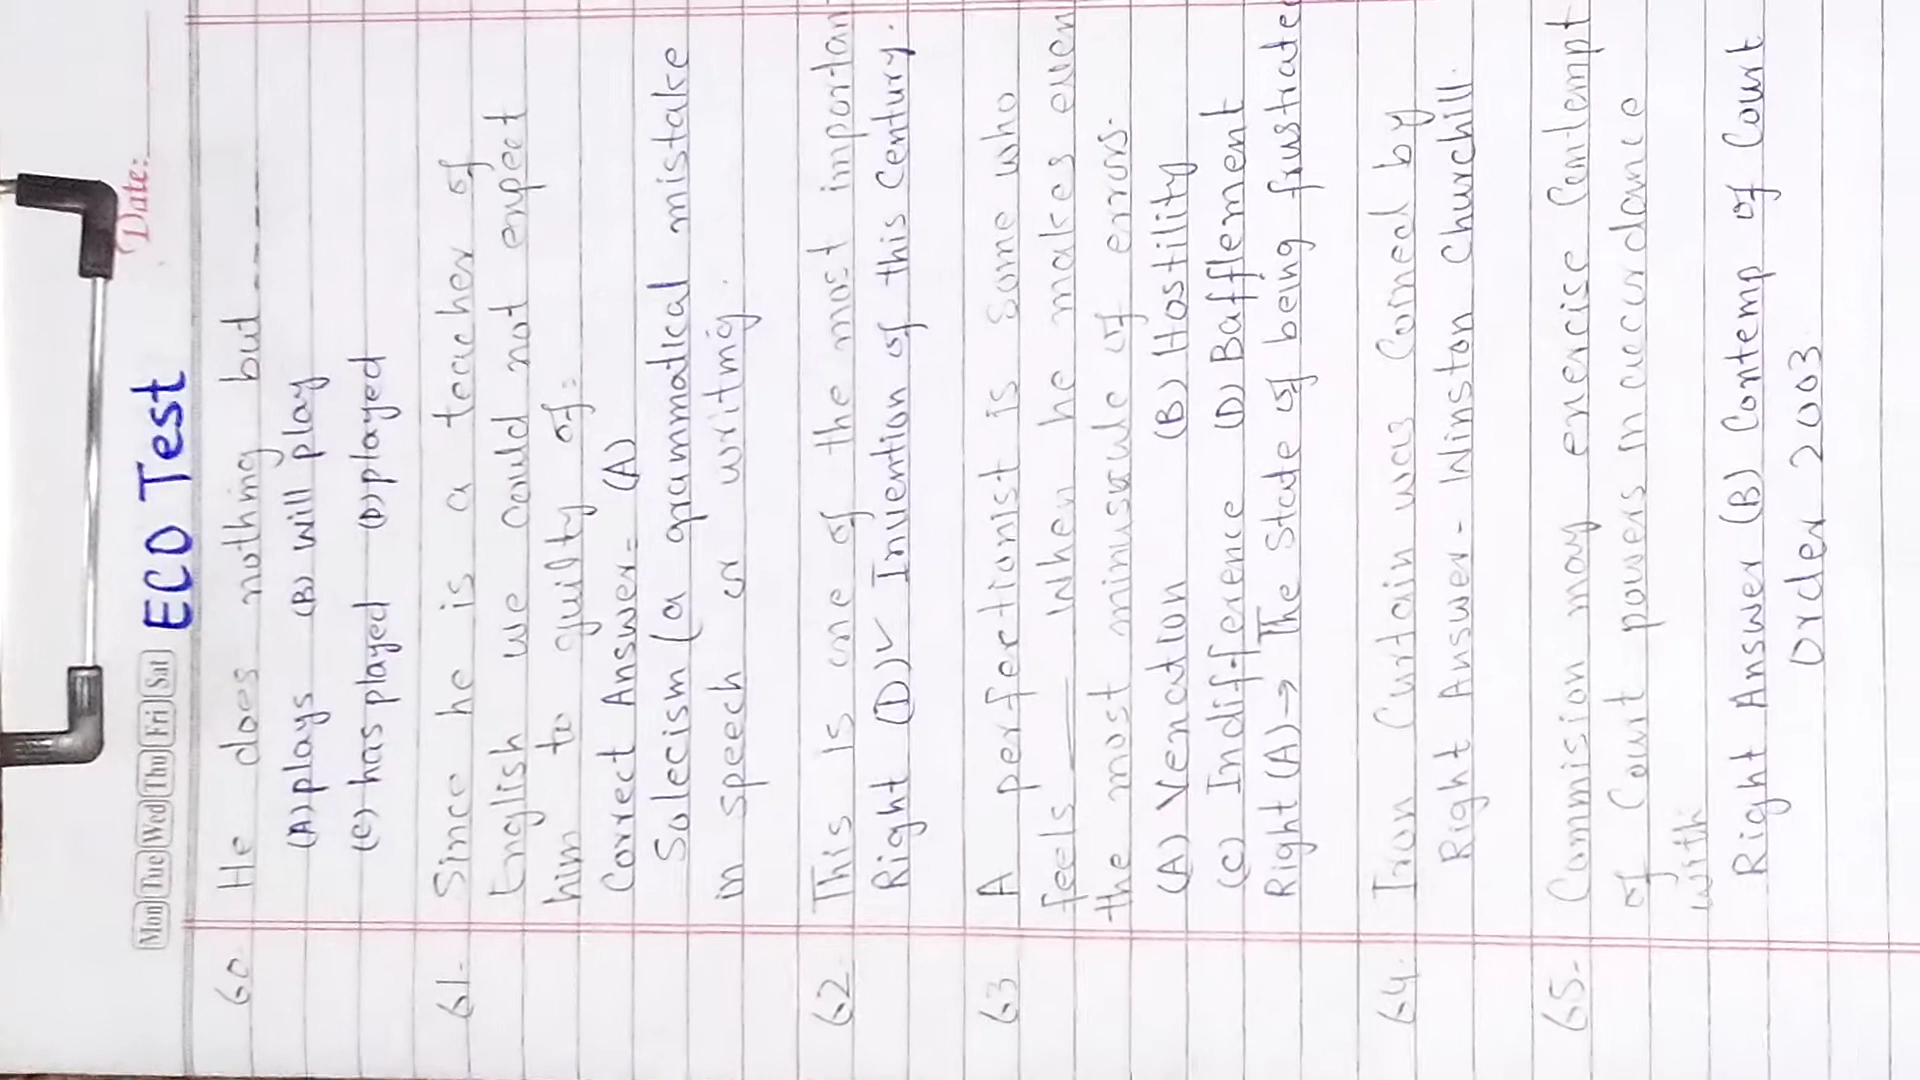 Date:
Mon Tue Wed Thu Fri Sat
ECO Test
60. He does nothing but -----
(A) plays (B) will play
(C) has played (D) played
61. Since he is a teacher of
English we could not expect
him to guilty of:
Correct Answer = (A)
Solecism (a grammatical mistake
in speech or writing.
62. This is one of the most importan
Right (D)✓ Invention of this Century.
63 A perfectionist is some who
feels ___ when he makes even
the most minuscule of errors.
(A) Vexation (B) Hostility
(C) Indifference (D) Bafflement
Right (A)→ The state of being frustrate
64. Iron Curtain was Coined by
Right Answer - Winston Churchill.
65. Commision may exercise Contempt
of Court powers in accordance
with
Right Answer (B) Contemp of Court
Order 2003